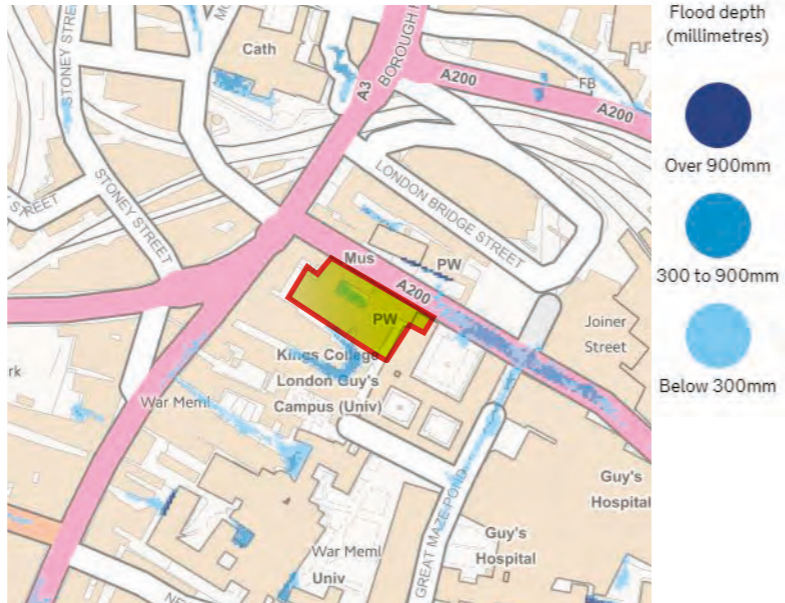 Flood depth
(millimetres)
Over 900mm
300 to 900mm
Below 300mm
STONEY STREET
Cath
A3
BOROUGH
A200
FB
A200
STREET
STONEY STREET
LONDON BRIDGE STREET
Mus
PW
A200
PW
Joiner
Street
Kings College
London Guy's
Campus (Univ)
War Meml
rk
Guy's
Hospital
GREAT MAZE POND
Guy's
Hospital
War Meml
Univ
NE